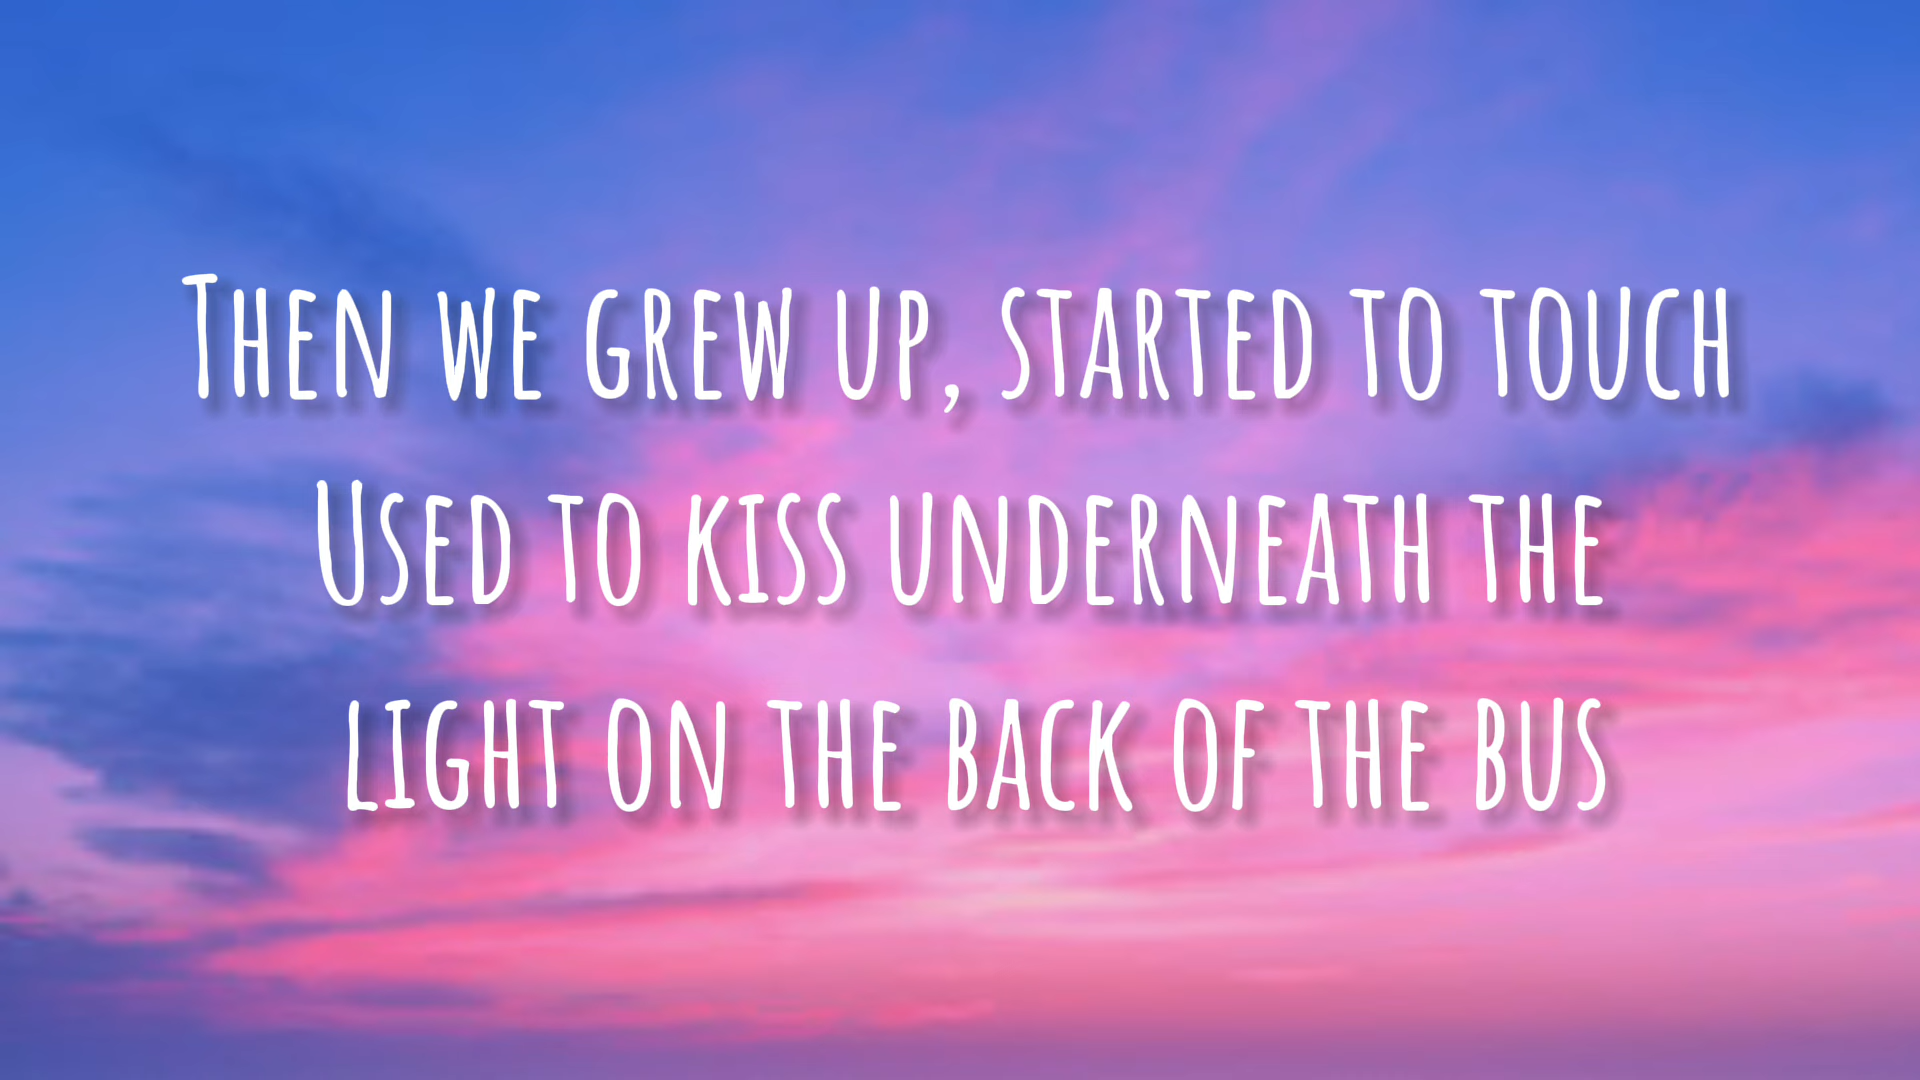 Then we grew up, started to touch
Used to kiss underneath the
light on the back of the bus